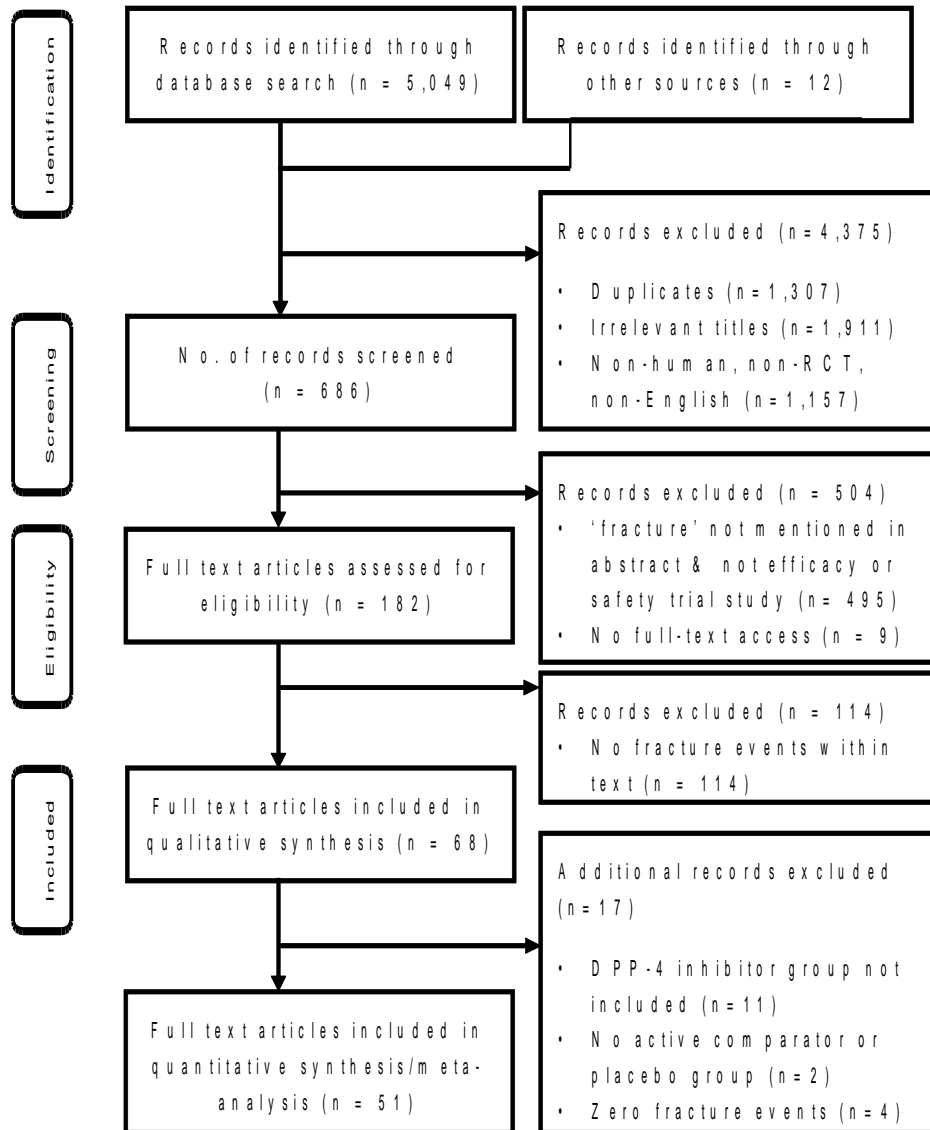 Identification
Records identified through
database search (n = 5,049)
Records identified through
other sources (n = 12)
Records excluded (n=4,375)
• Duplicates (n=1,307)
• Irrelevant titles (n=1,911)
• Non-human, non-RCT,
non-English (n=1,157)
Screening
No. of records screened
(n = 686)
Records excluded (n = 504)
• ‘fracture’ not mentioned in
abstract & not efficacy or
safety trial study (n = 495)
• No full-text access (n = 9)
Eligibility
Full text articles assessed for
eligibility (n = 182)
Records excluded (n = 114)
• No fracture events within
text (n = 114)
Included
Full text articles included in
qualitative synthesis (n = 68)
Additional records excluded
(n=17)
• DPP-4 inhibitor group not
included (n=11)
• No active comparator or
placebo group (n=2)
• Zero fracture events (n=4)
Full text articles included in
quantitative synthesis/meta-
analysis (n = 51)